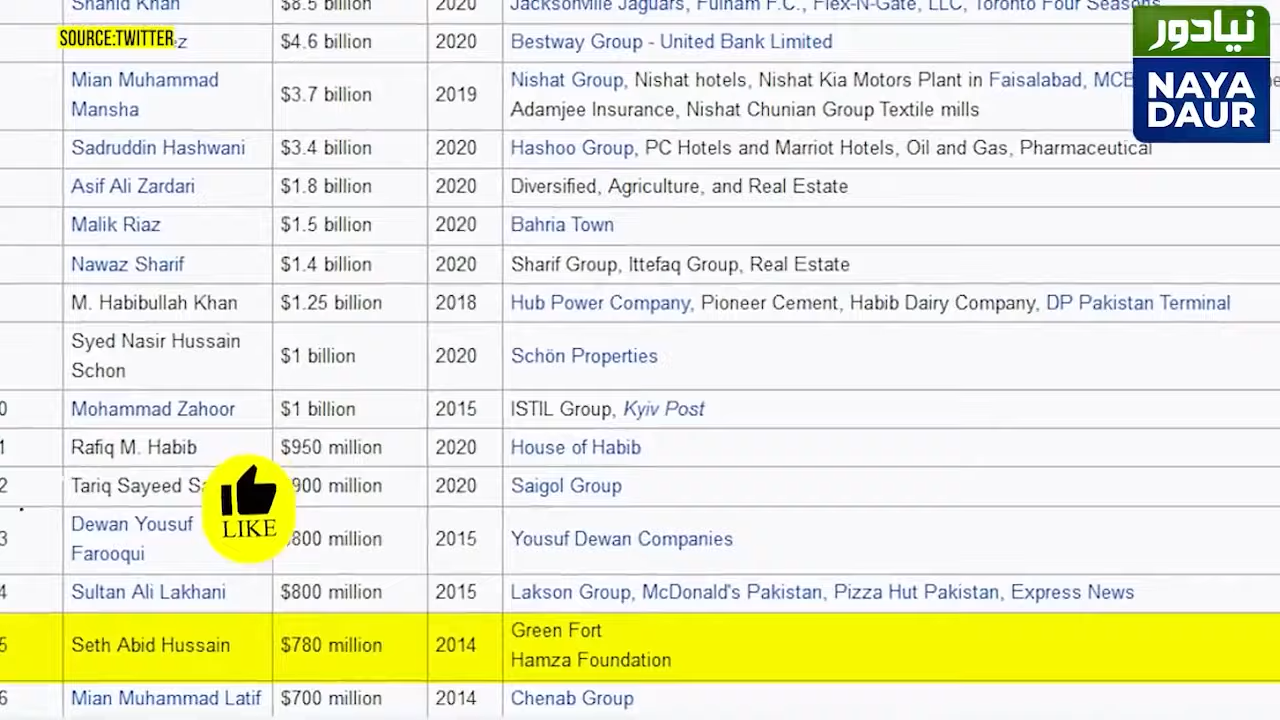 Shahid Khan $8.5 billion 2020 Jacksonville Jaguars, Fulham F.C., Flex-N-Gate, LLC, Toronto Four Seasons
SOURCE:TWITTER
ez $4.6 billion 2020 Bestway Group - United Bank Limited
نیادور
NAYA
DAUR
Mian Muhammad
Mansha
$3.7 billion 2019
Nishat Group, Nishat hotels, Nishat Kia Motors Plant in Faisalabad, MCB
Adamjee Insurance, Nishat Chunian Group Textile mills
Sadruddin Hashwani $3.4 billion 2020 Hashoo Group, PC Hotels and Marriot Hotels, Oil and Gas, Pharmaceutical
Asif Ali Zardari $1.8 billion 2020 Diversified, Agriculture, and Real Estate
Malik Riaz $1.5 billion 2020 Bahria Town
Nawaz Sharif $1.4 billion 2020 Sharif Group, Ittefaq Group, Real Estate
M. Habibullah Khan $1.25 billion 2018 Hub Power Company, Pioneer Cement, Habib Dairy Company, DP Pakistan Terminal
Syed Nasir Hussain
Schon
$1 billion 2020 Schön Properties
0 Mohammad Zahoor $1 billion 2015 ISTIL Group, Kyiv Post
1 Rafiq M. Habib $950 million 2020 House of Habib
2 Tariq Sayeed 900 million 2020 Saigol Group
LIKE
3 Dewan Yousuf
Farooqui
800 million 2015 Yousuf Dewan Companies
4 Sultan Ali Lakhani $800 million 2015 Lakson Group, McDonald's Pakistan, Pizza Hut Pakistan, Express News
5 Seth Abid Hussain $780 million 2014
Green Fort
Hamza Foundation
6 Mian Muhammad Latif $700 million 2014 Chenab Group